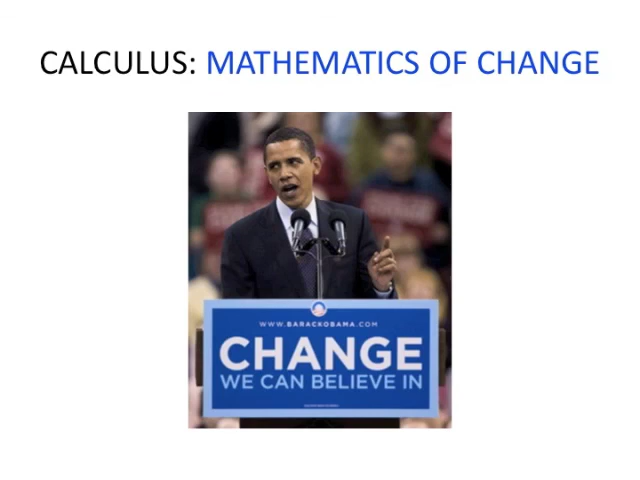 CALCULUS: MATHEMATICS OF CHANGE
WWW.BARACKOBAMA.COM
CHANGE
WE CAN BELIEVE IN